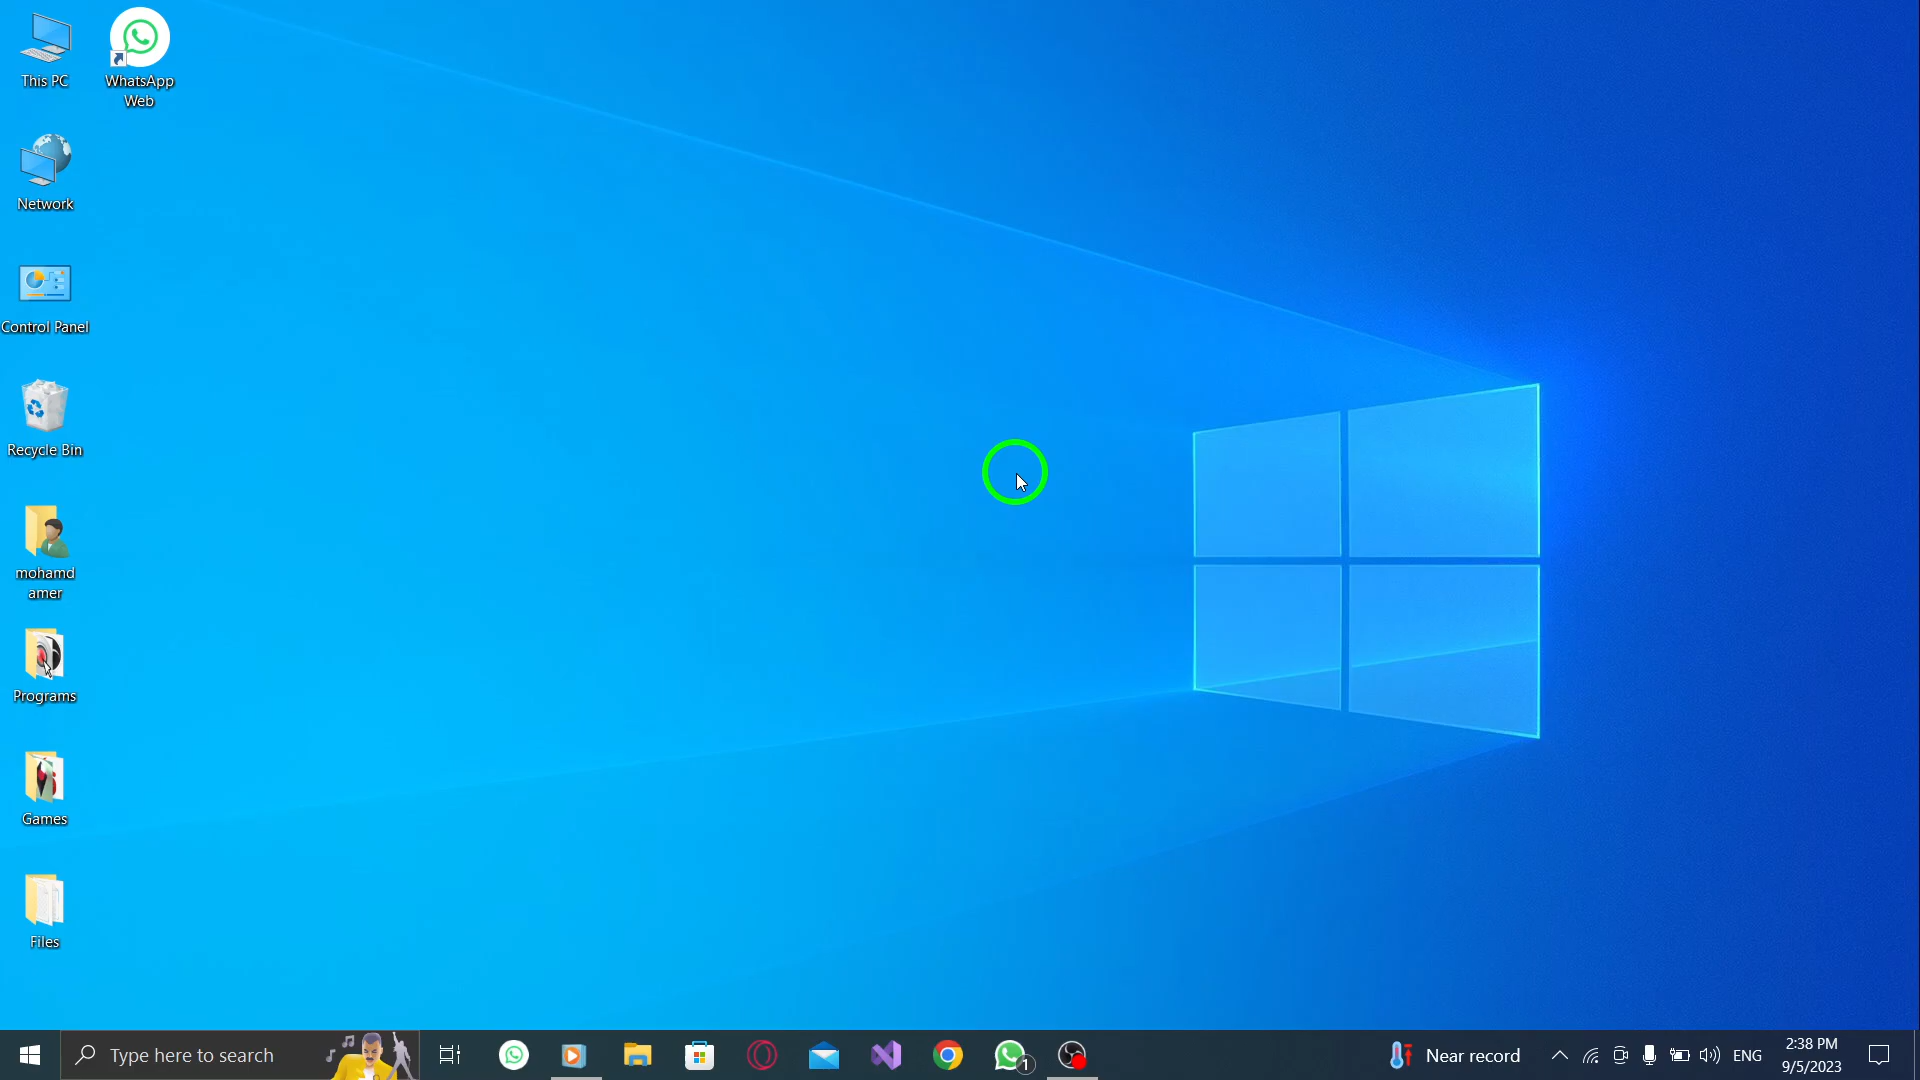 This PC
WhatsApp
Web
Network
Control Panel
Recycle Bin
mohamd
amer
Programs
Games
Files
Type here to search
1
Near record
ENG
2:38 PM
9/5/2023